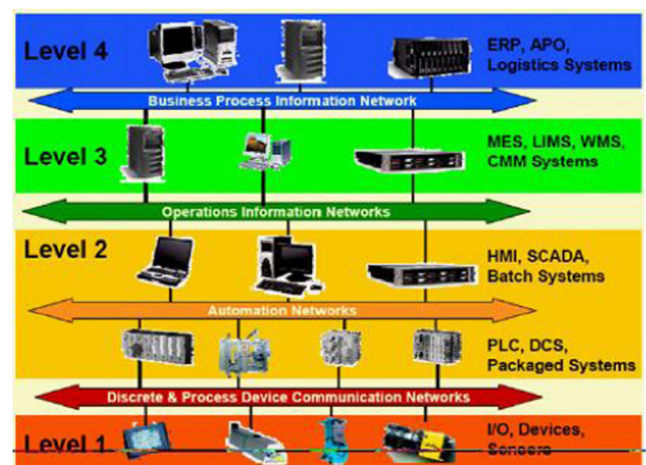 Level 4
ERP, APO,
Logistics Systems
Business Process Information Network
Level 3
MES, LIMS, WMS,
CMM Systems
Operations Information Networks
Level 2
HMI, SCADA,
Batch Systems
Automation Networks
PLC, DCS,
Packaged Systems
Discrete & Process Device Communication Networks
Level 1
I/O, Devices,
Sensors